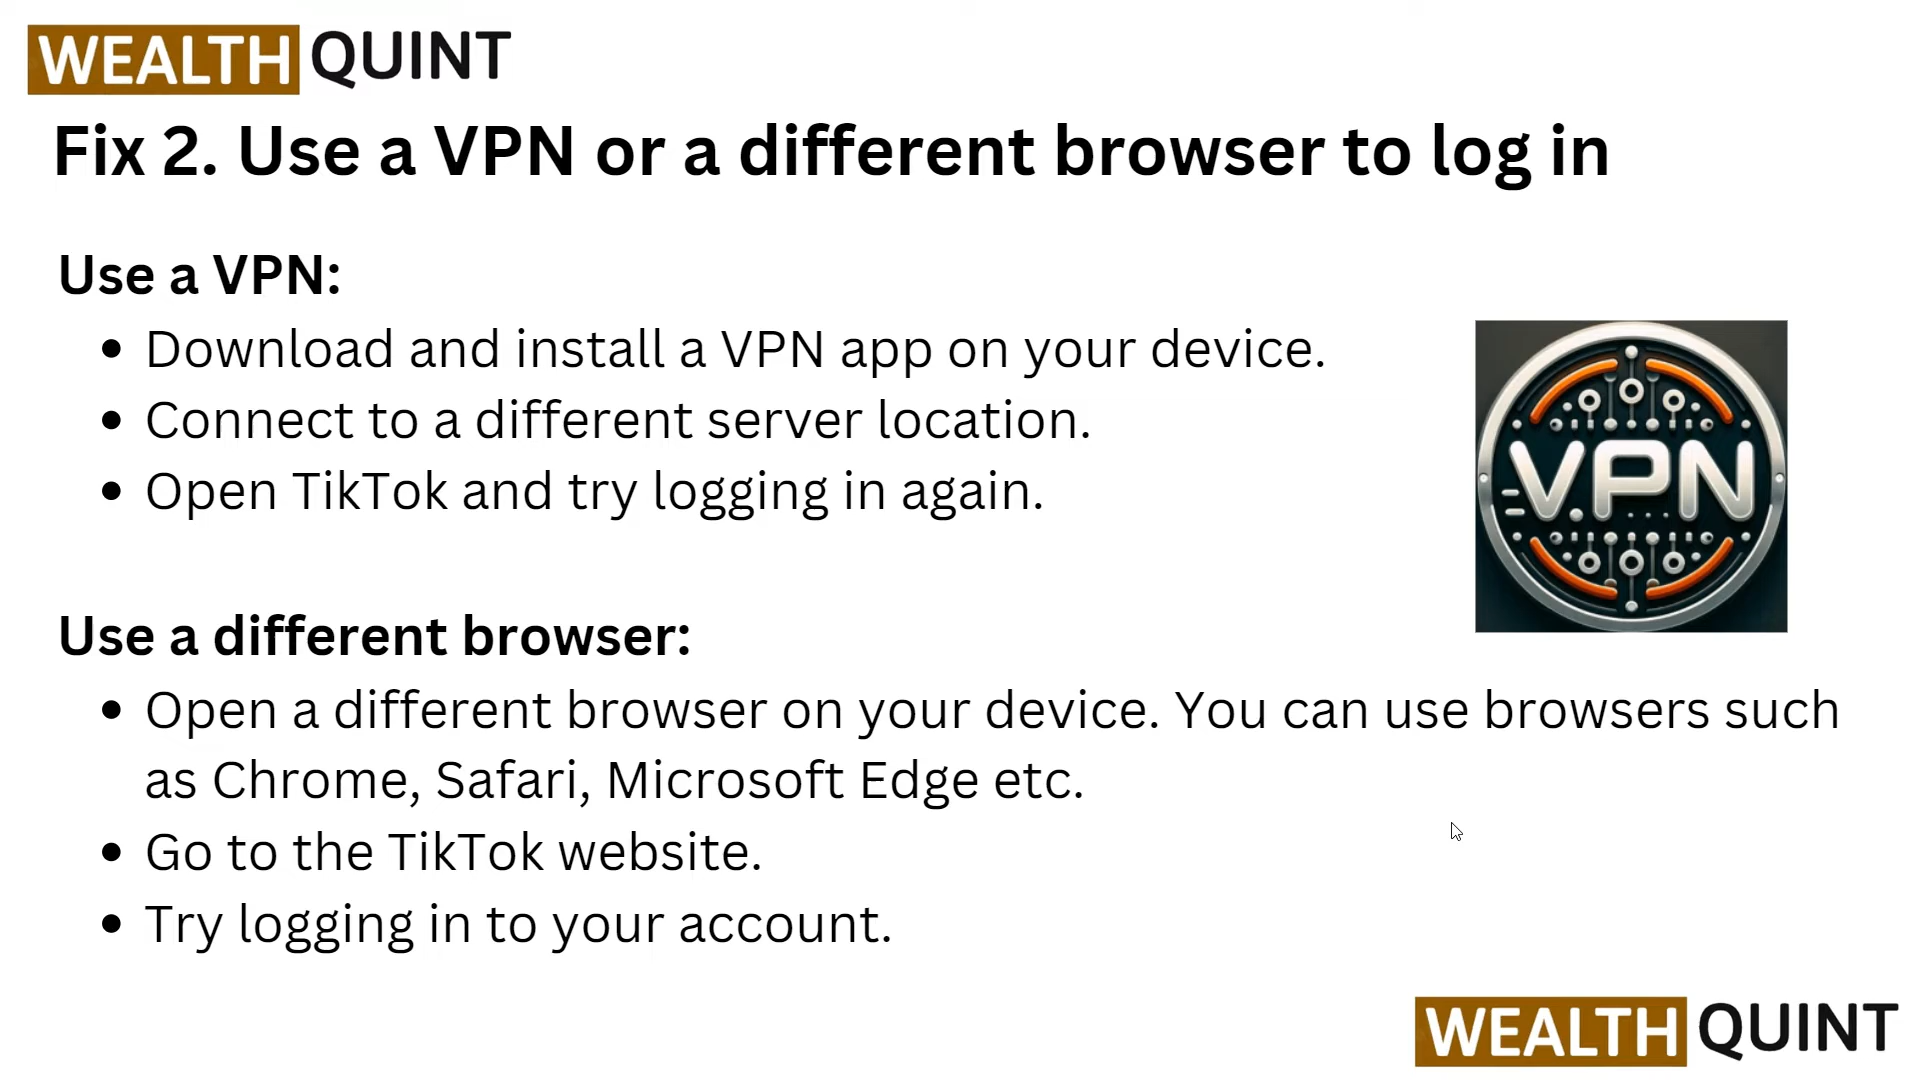 WEALTH QUINT
Fix 2. Use a VPN or a different browser to log in
Use a VPN:
• Download and install a VPN app on your device.
• Connect to a different server location.
• Open TikTok and try logging in again.
VPN
Use a different browser:
• Open a different browser on your device. You can use browsers such
as Chrome, Safari, Microsoft Edge etc.
• Go to the TikTok website.
• Try logging in to your account.
WEALTH QUINT